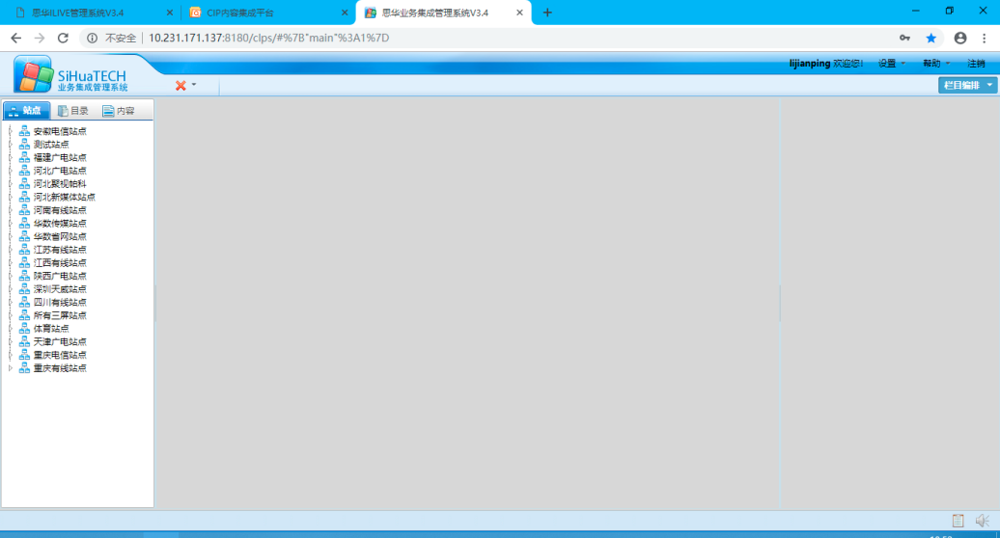 思华ILIVE管理系统V3.4
CIP内容集成平台
思华业务集成管理系统V3.4
不安全
10.231.171.137:8180/clps/#%7B"main"%3A1%7D
SiHuaTECH
业务集成管理系统
lijianping 欢迎您!
设置
帮助
注销
栏目编排
站点
目录
内容
安徽电信站点
测试站点
福建广电站点
河北广电站点
河北聚视帕科
河北新媒体站点
河南有线站点
华数传媒站点
华数省网站点
江苏有线站点
江西有线站点
陕西广电站点
深圳天威站点
四川有线站点
所有三屏站点
体育站点
天津广电站点
重庆电信站点
重庆有线站点